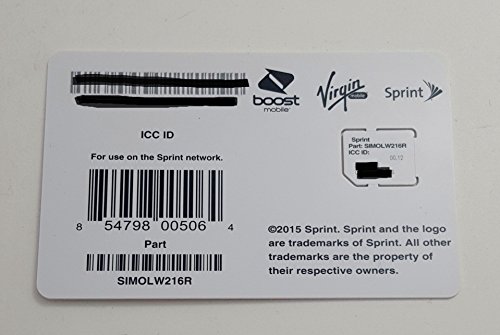 boost
mobile
Virgin
mobile
Sprint
ICC ID
For use on the Sprint network.
8 54798 00506 4
Part
SIMOLW216R
Sprint
Part: SIMOLW216R
ICC ID:
00.12
©2015 Sprint. Sprint and the logo
are trademarks of Sprint. All other
trademarks are the property of
their respective owners.